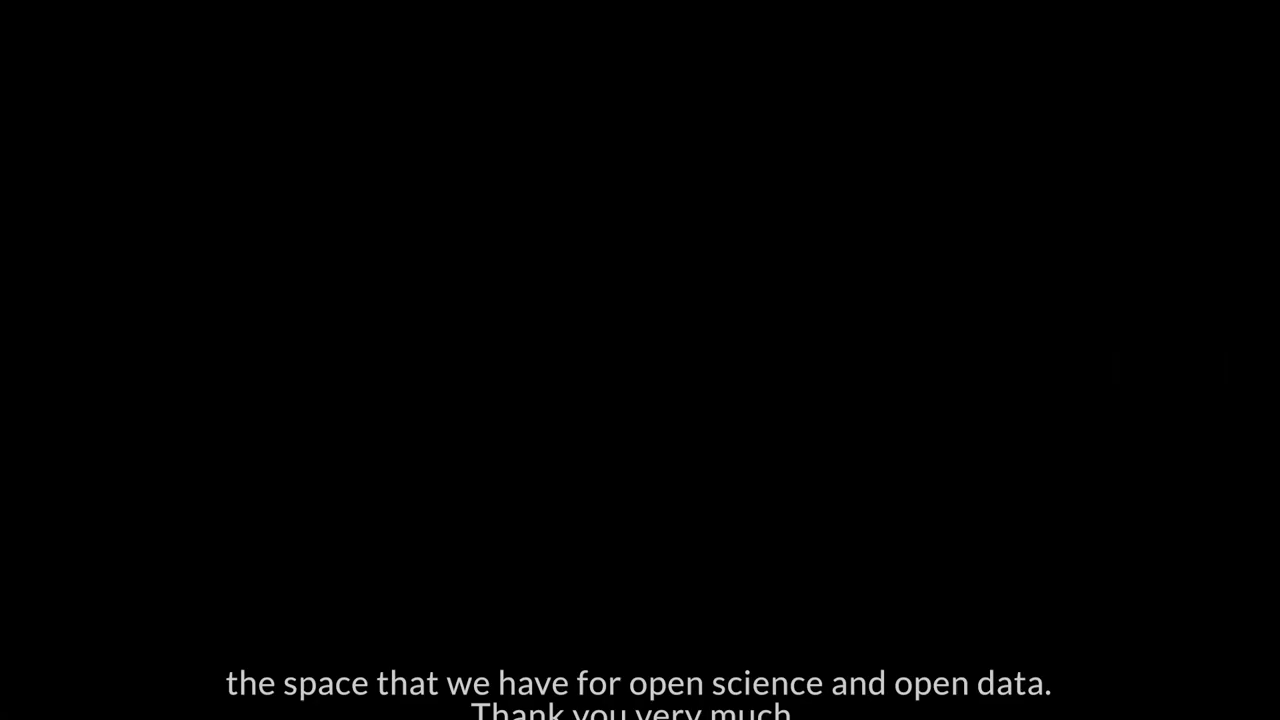 the space that we have for open science and open data.
Thank you very much.